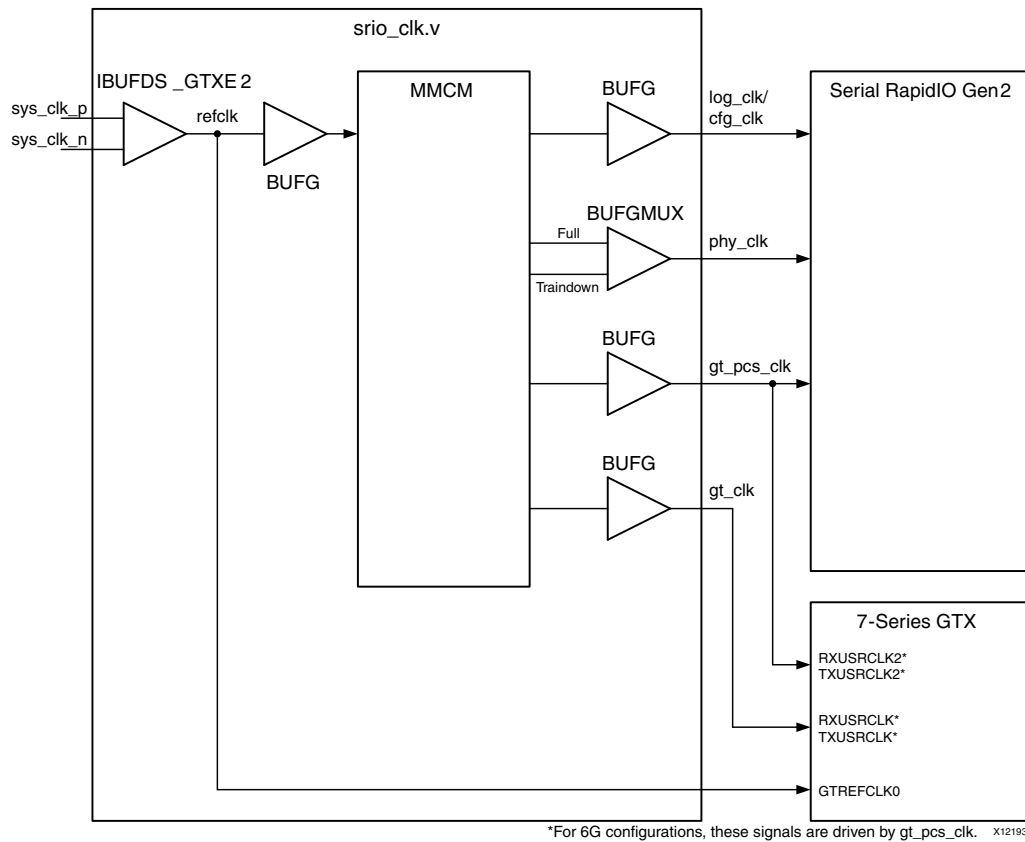 srio_clk.v
IBUFDS _GTXE2
MMCM
BUFG
log_clk/
cfg_clk
Serial RapidIO Gen2
sys_clk_p
sys_clk_n
refclk
BUFG
BUFGMUX
Full
Traindown
phy_clk
BUFG
gt_pcs_clk
BUFG
gt_clk
7-Series GTX
RXUSRCLK2*
TXUSRCLK2*
RXUSRCLK*
TXUSRCLK*
GTREFCLK0
*For 6G configurations, these signals are driven by gt_pcs_clk.
X12193